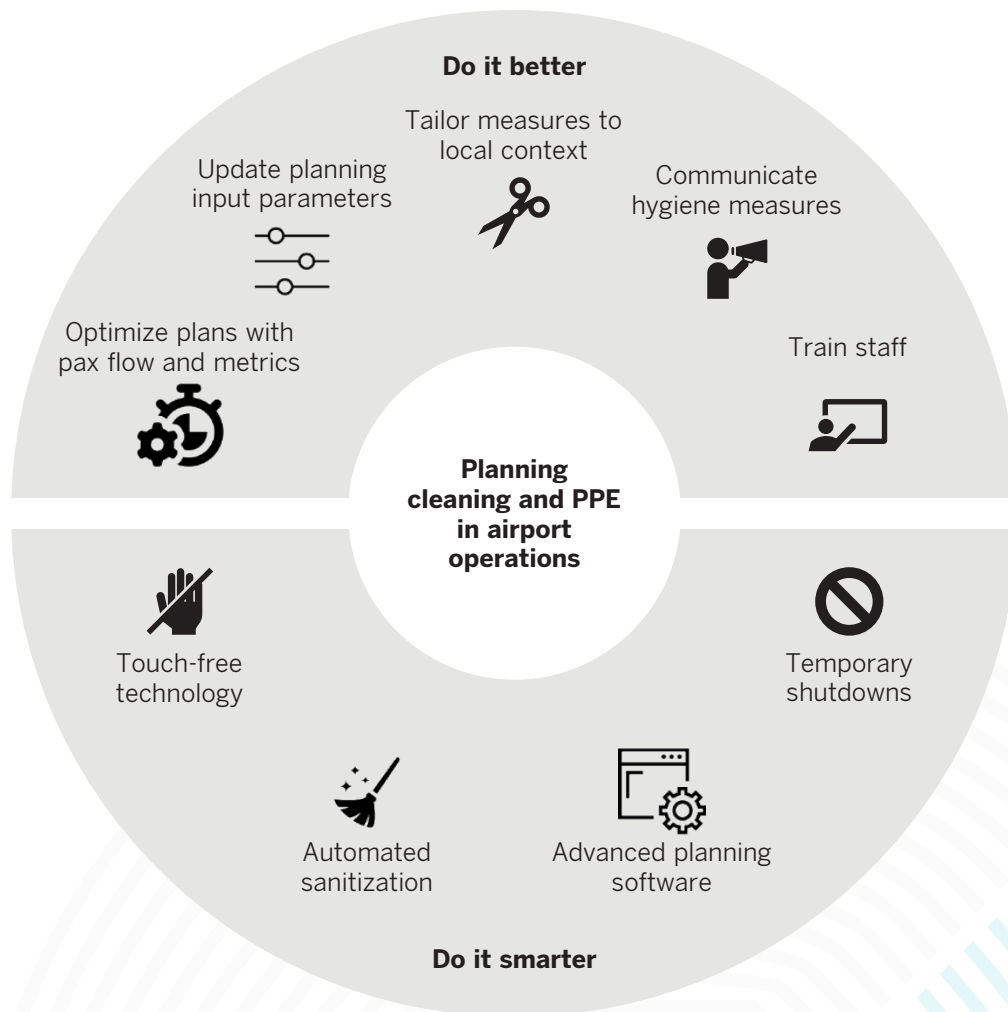 Do it better
Tailor measures to
local context
Update planning
input parameters
Communicate
hygiene measures
Optimize plans with
pax flow and metrics
Train staff
Planning
cleaning and PPE
in airport
operations
Touch-free
technology
Temporary
shutdowns
Automated
sanitization
Advanced planning
software
Do it smarter